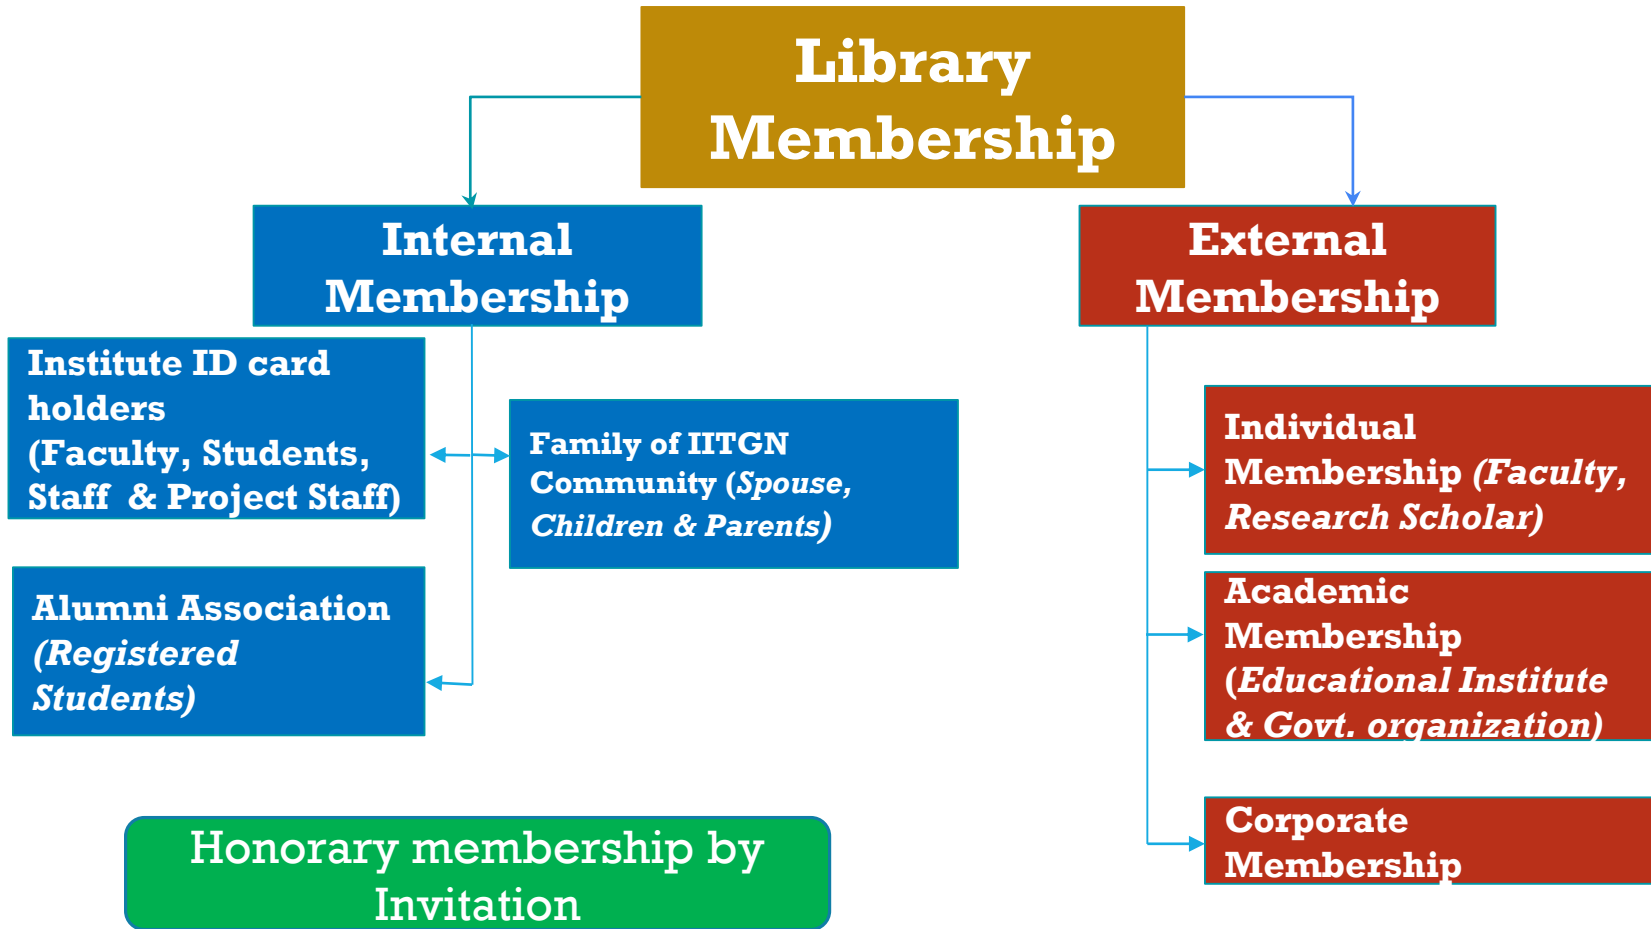 Library
Membership
Internal
Membership
External
Membership
Institute ID card
holders
(Faculty, Students,
Staff & Project Staff)
Family of IITGN
Community (Spouse,
Children & Parents)
Alumni Association
(Registered
Students)
Individual
Membership (Faculty,
Research Scholar)
Academic
Membership
(Educational Institute
& Govt. organization)
Corporate
Membership
Honorary membership by
Invitation